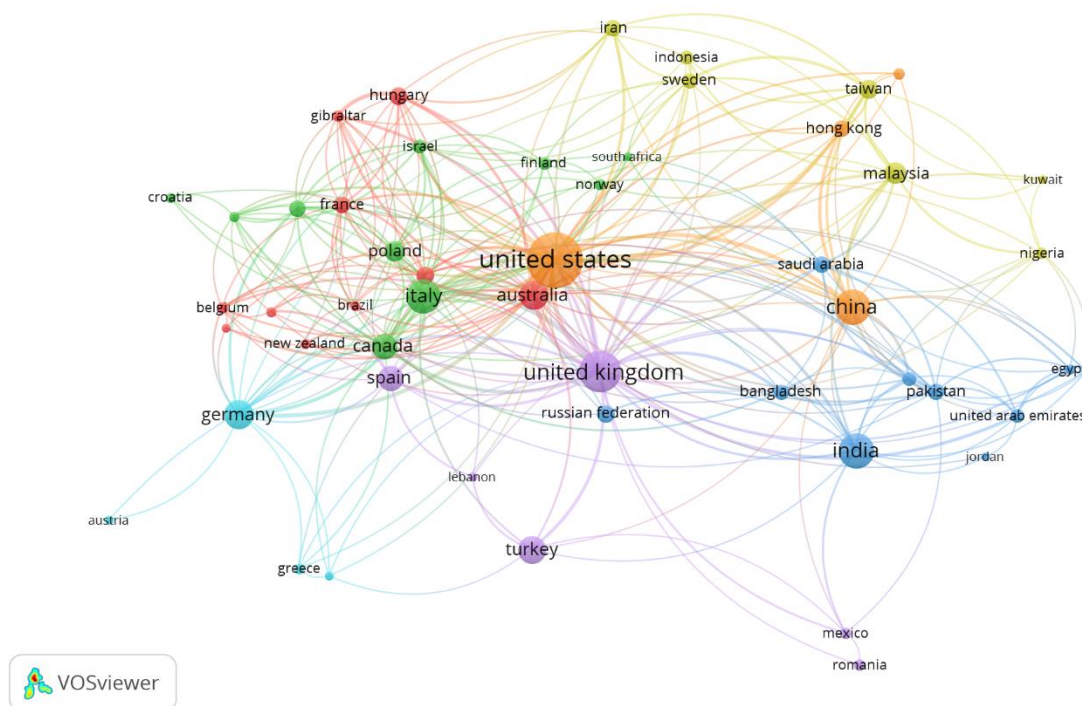 iran
indonesia
sweden
taiwan
hungary
gibraltar
hong kong
israel
finland
south africa
norway
malaysia
kuwait
croatia
france
poland
united states
saudi arabia
nigeria
italy
australia
china
belgium
brazil
new zealand
canada
spain
united kingdom
bangladesh
pakistan
egyp
germany
russian federation
united arab emirates
india
jordan
lebanon
austria
turkey
greece
mexico
romania
VOSviewer